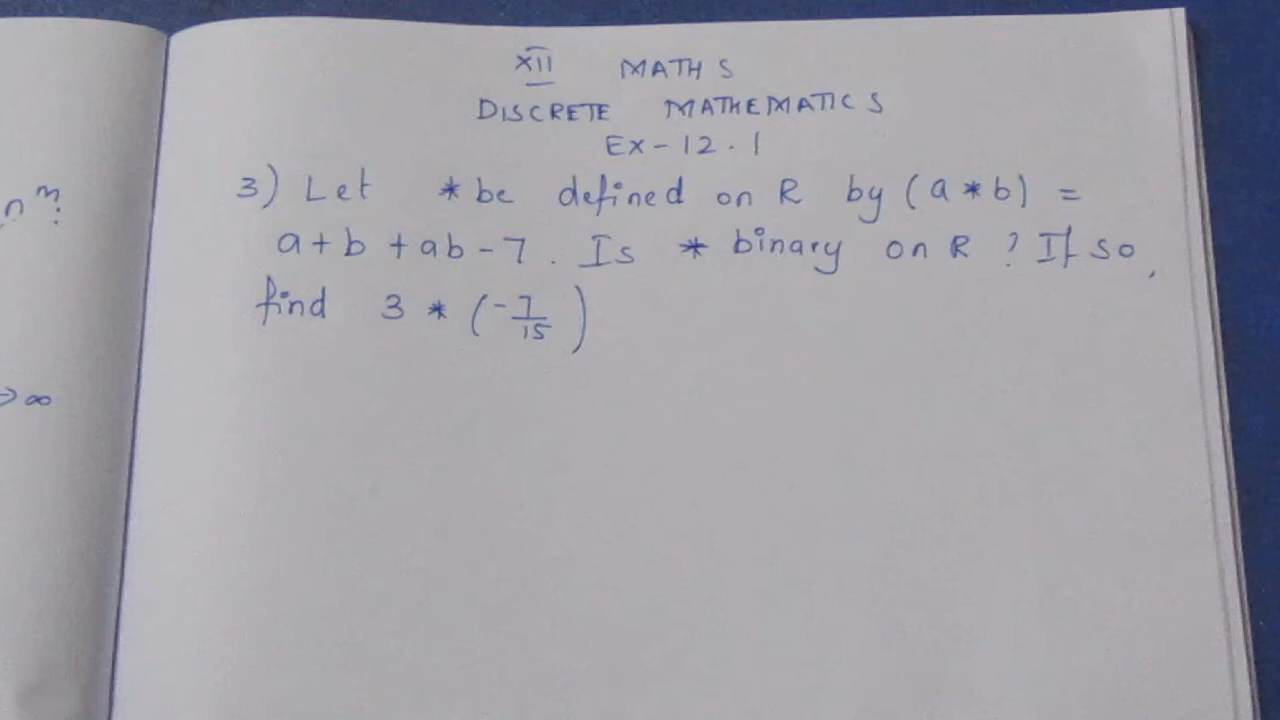 XII MATHS
DISCRETE MATHEMATICS
Ex-12.1
3) Let * be defined on R by (a * b) =
a + b + ab - 7. Is * binary on R ? If so,
find 3 * (-7/15)
n^m?
→ ∞